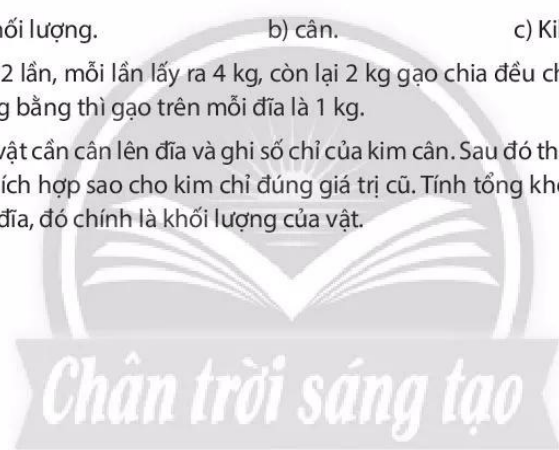 ối lượng. b) cân. c) Ki
2 lần, mỗi lần lấy ra 4 kg, còn lại 2 kg gạo chia đều ch
g bằng thì gạo trên mỗi đĩa là 1 kg.
vật cần cân lên đĩa và ghi số chỉ của kim cân. Sau đó th
ích hợp sao cho kim chỉ đúng giá trị cũ. Tính tổng khố
đĩa, đó chính là khối lượng của vật.
Chân trời sáng tạo